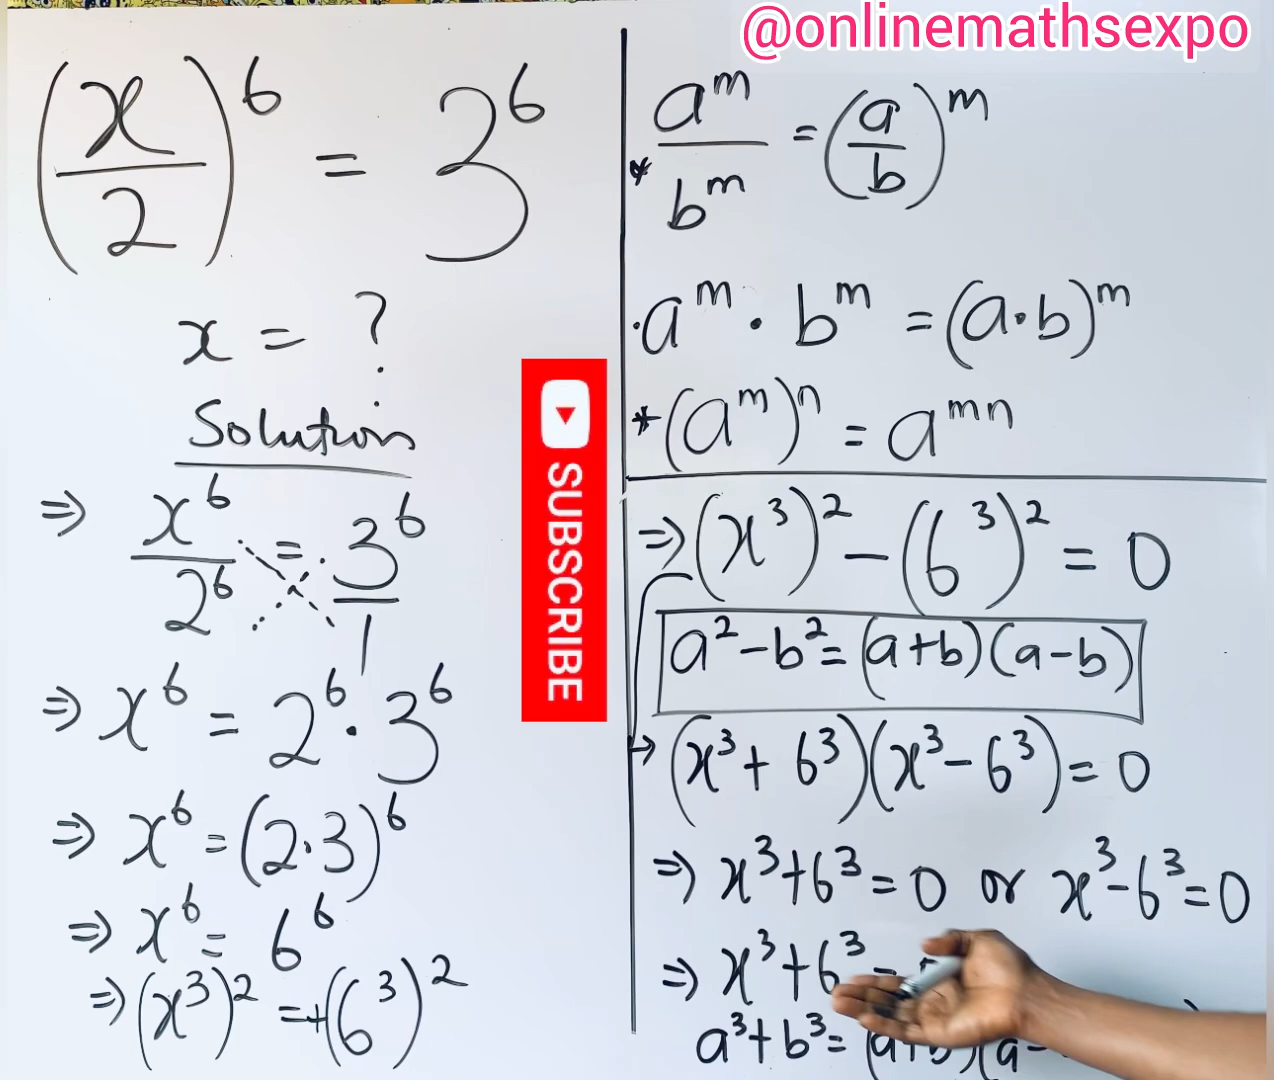 @onlinemathsexpo
(x/2)^6 = 3^6
x = ?
Solution
⇒ x^6/2^6 = 3^6/1
⇒ x^6 = 2^6 · 3^6
⇒ x^6 = (2·3)^6
⇒ x^6 = 6^6
⇒ (x^3)^2 = +(6^3)^2
SUBSCRIBE
* a^m/b^m = (a/b)^m
· a^m · b^m = (a·b)^m
* (a^m)^n = a^mn
⇒ (x^3)^2 − (6^3)^2 = 0
a^2 − b^2 = (a+b)(a−b)
→ (x^3 + 6^3)(x^3 − 6^3) = 0
⇒ x^3 + 6^3 = 0 or x^3 − 6^3 = 0
⇒ x^3 + 6^3 =
a^3 + b^3 = (a+b)(a